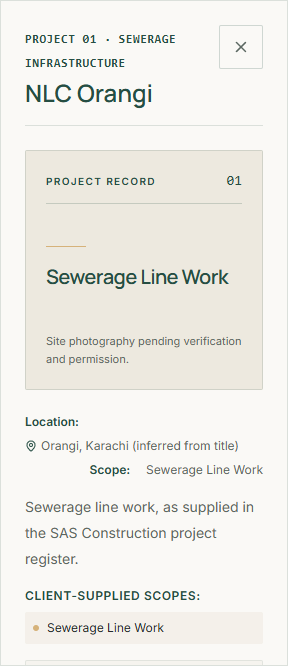 PROJECT 01 · SEWERAGE
INFRASTRUCTURE
NLC Orangi
PROJECT RECORD 01
Sewerage Line Work
Site photography pending verification
and permission.
Location:
Orangi, Karachi (inferred from title)
Scope: Sewerage Line Work
Sewerage line work, as supplied in
the SAS Construction project
register.
CLIENT-SUPPLIED SCOPES:
Sewerage Line Work